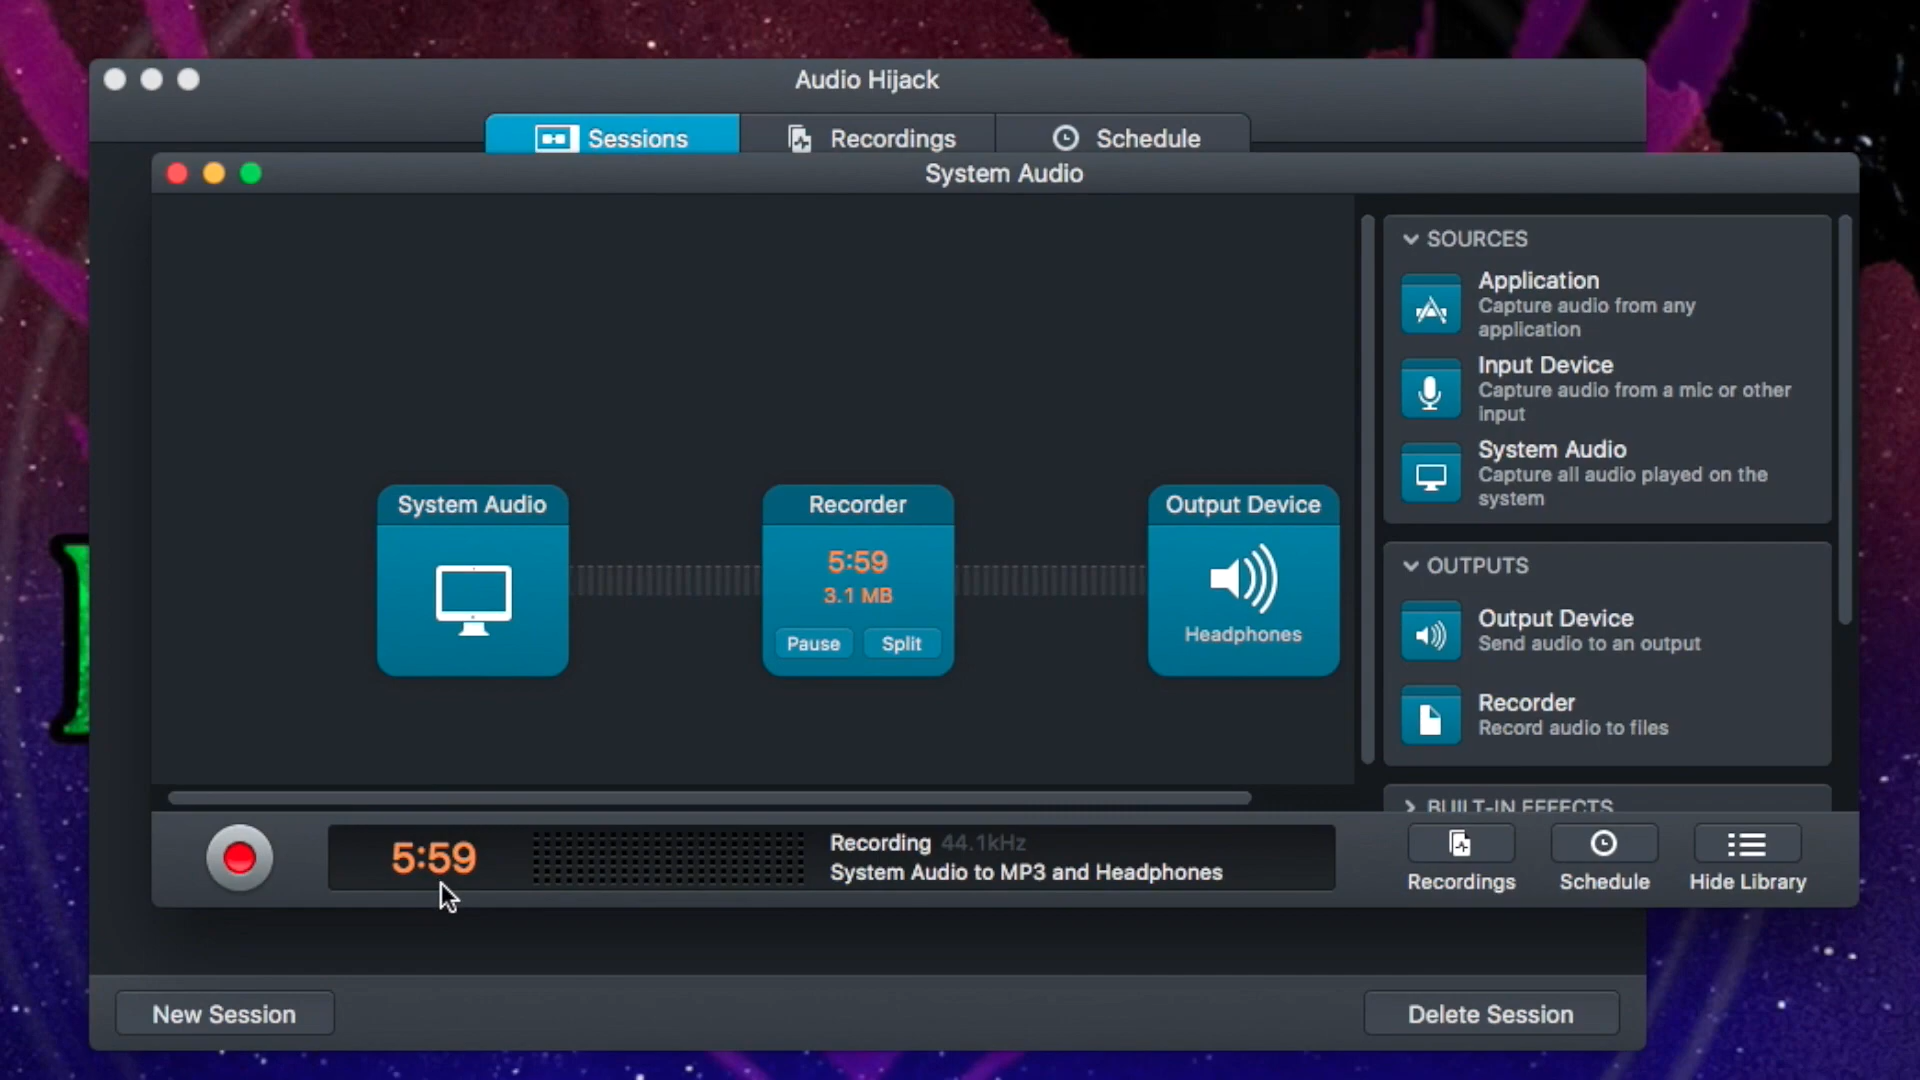 Audio Hijack
Sessions
Recordings
Schedule
System Audio
SOURCES
Application
Capture audio from any
application
Input Device
Capture audio from a mic or other
input
System Audio
Capture all audio played on the
system
System Audio
Recorder
5:59
3.1 MB
Pause
Split
Output Device
Headphones
OUTPUTS
Output Device
Send audio to an output
Recorder
Record audio to files
BUILT-IN EFFECTS
5:59
Recording 44.1kHz
System Audio to MP3 and Headphones
Recordings
Schedule
Hide Library
New Session
Delete Session